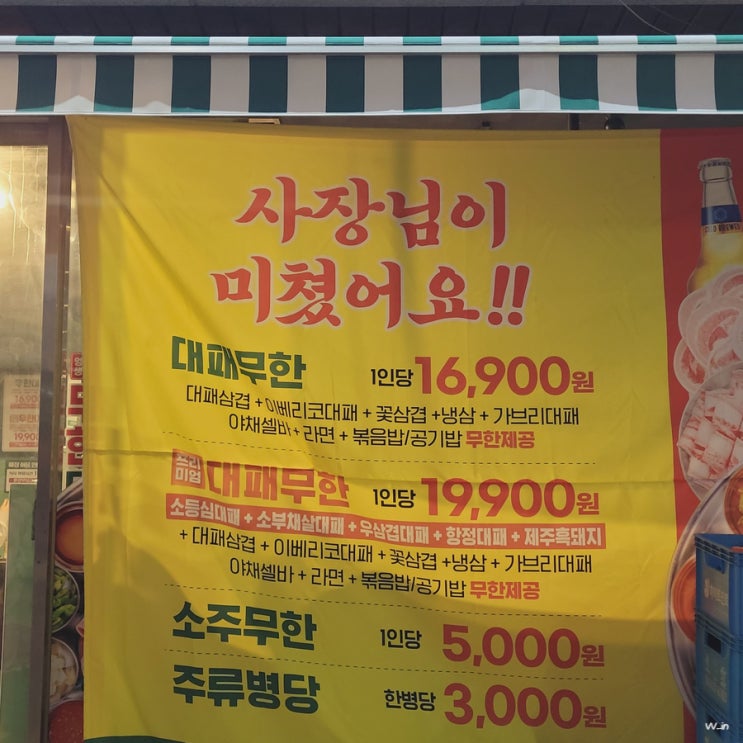 사장님이
미쳤어요!!
대패무한 1인당 16,900원
대패삼겹 + 이베리코대패 + 꽃삼겹 +냉삼 + 가브리대패
야채셀바 + 라면 + 볶음밥/공기밥 무한제공
프리미엄 대패무한 1인당 19,900원
소등심대패 + 소부채살대패 + 우삼겹대패 + 항정대패 + 제주흑돼지
+ 대패삼겹 + 이베리코대패 + 꽃삼겹 +냉삼 + 가브리대패
야채셀바 + 라면 + 볶음밥/공기밥 무한제공
소주무한 1인당 5,000원
주류병당 한병당 3,000원
W_in